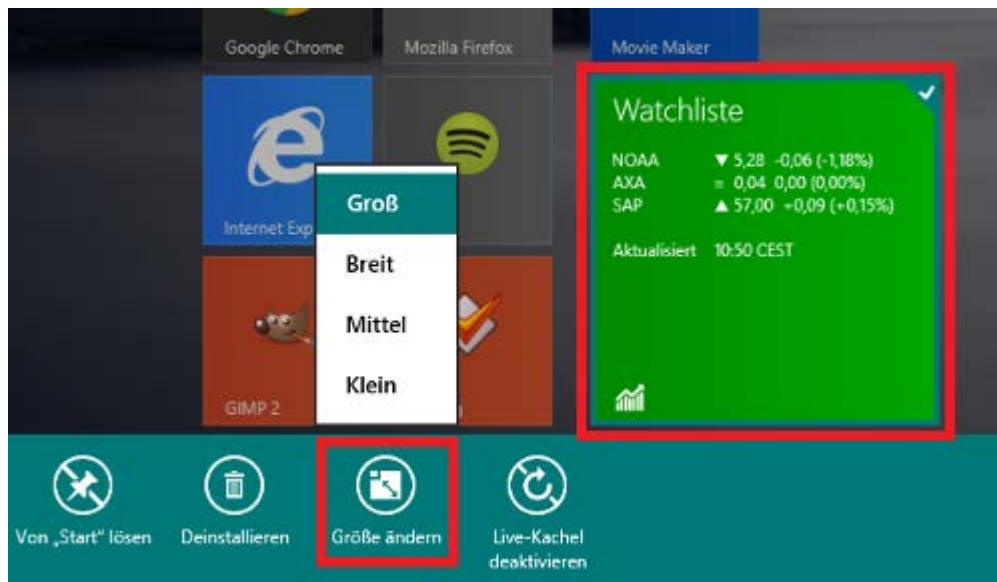 Google Chrome
Mozilla Firefox
Movie Maker
Internet Exp
GIMP 2
Groß
Breit
Mittel
Klein
Watchliste
NOAA ▼ 5,28 -0,06 (-1,18%)
AXA = 0,04 0,00 (0,00%)
SAP ▲ 57,00 +0,09 (+0,15%)
Aktualisiert 10:50 CEST
Von „Start“ lösen
Deinstallieren
Größe ändern
Live-Kachel
deaktivieren